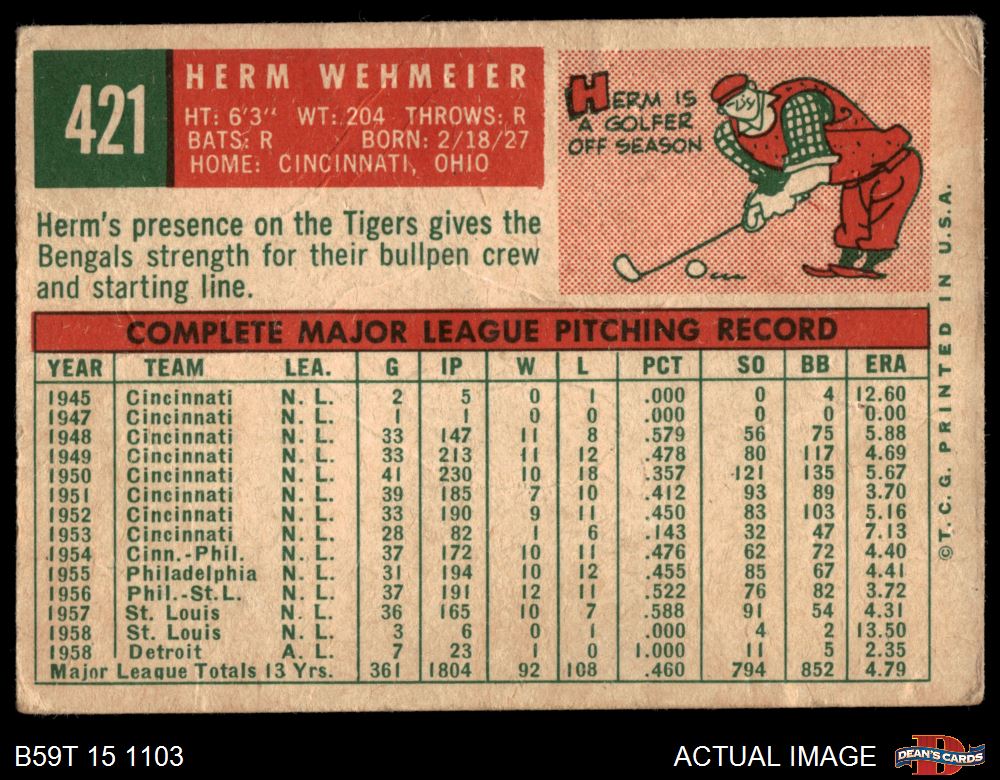 421
HERM WEHMEIER
HT: 6'3" WT: 204 THROWS: R
BATS: R BORN: 2/18/27
HOME: CINCINNATI, OHIO
HERM IS
A GOLFER
OFF SEASON
Herm's presence on the Tigers gives the
Bengals strength for their bullpen crew
and starting line.
COMPLETE MAJOR LEAGUE PITCHING RECORD
YEAR TEAM LEA. G IP W L PCT SO BB ERA
1945 Cincinnati N. L. 2 5 0 1 .000 0 4 12.60
1947 Cincinnati N. L. 1 1 0 0 .000 0 0 0.00
1948 Cincinnati N. L. 33 147 11 8 .579 56 75 5.88
1949 Cincinnati N. L. 33 213 11 12 .478 80 117 4.69
1950 Cincinnati N. L. 41 230 10 18 .357 121 135 5.67
1951 Cincinnati N. L. 39 185 7 10 .412 93 89 3.70
1952 Cincinnati N. L. 33 190 9 11 .450 83 103 5.16
1953 Cincinnati N. L. 28 82 1 6 .143 32 47 7.13
1954 Cinn.-Phil. N. L. 37 172 10 11 .476 62 72 4.40
1955 Philadelphia N. L. 31 194 10 12 .455 85 67 4.41
1956 Phil.-St.L. N. L. 37 191 12 11 .522 76 82 3.72
1957 St. Louis N. L. 36 165 10 7 .588 91 54 4.31
1958 St. Louis N. L. 3 6 0 1 .000 4 2 13.50
1958 Detroit A. L. 7 23 1 0 1.000 11 5 2.35
Major League Totals 13 Yrs. 361 1804 92 108 .460 794 852 4.79
©T.C.G. PRINTED IN U.S.A.
B59T 15 1103
ACTUAL IMAGE
DEAN'S CARDS